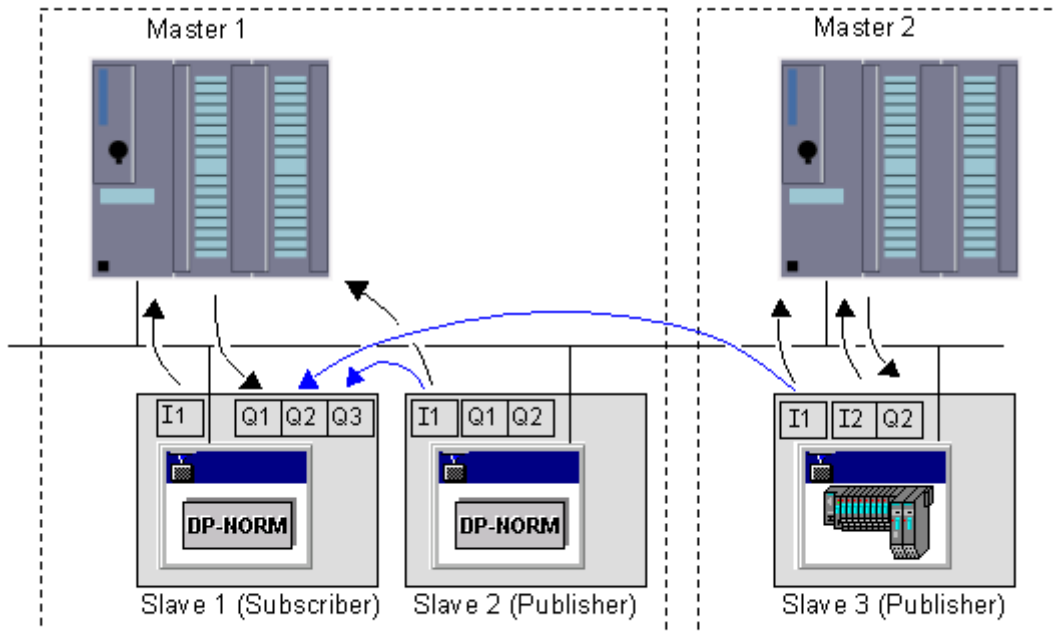 Master 1
Master 2
I1 Q1 Q2 Q3
I1 Q1 Q2
I1 I2 Q2
DP-NORM
DP-NORM
Slave 1 (Subscriber)
Slave 2 (Publisher)
Slave 3 (Publisher)